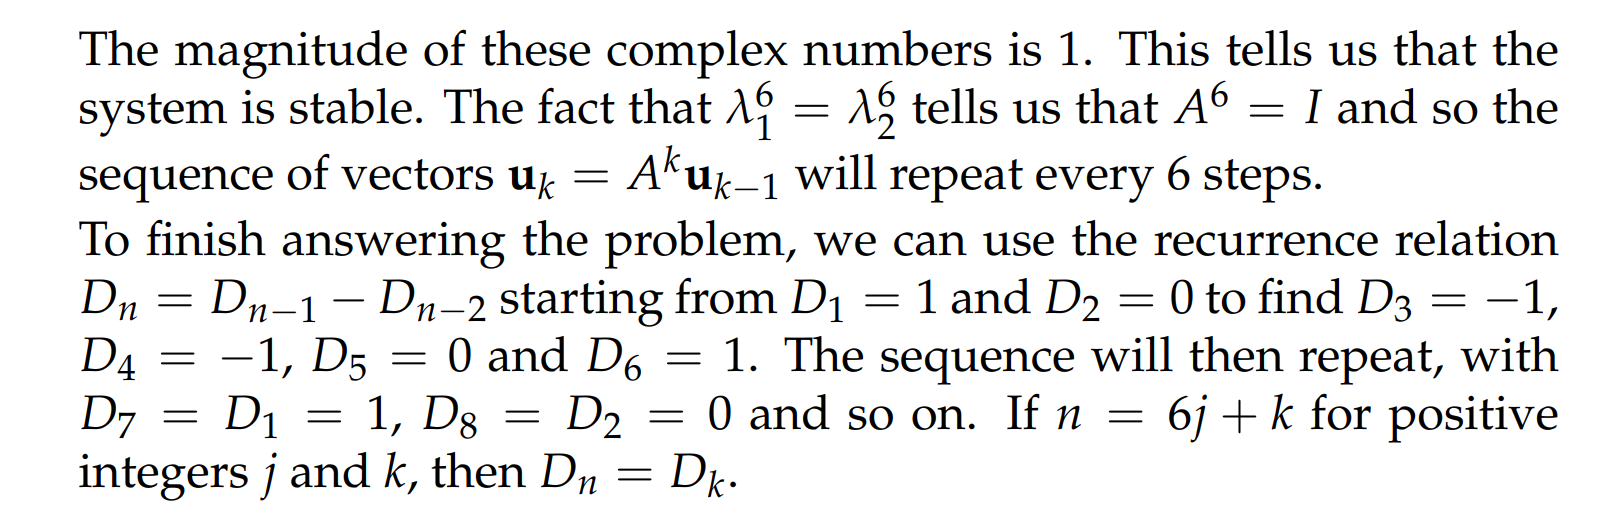 The magnitude of these complex numbers is 1. This tells us that the
system is stable. The fact that λ₁⁶ = λ₂⁶ tells us that A⁶ = I and so the
sequence of vectors **u**ₖ = Aᵏ**u**ₖ₋₁ will repeat every 6 steps.
To finish answering the problem, we can use the recurrence relation
Dₙ = Dₙ₋₁ − Dₙ₋₂ starting from D₁ = 1 and D₂ = 0 to find D₃ = −1,
D₄ = −1, D₅ = 0 and D₆ = 1. The sequence will then repeat, with
D₇ = D₁ = 1, D₈ = D₂ = 0 and so on. If n = 6j + k for positive
integers j and k, then Dₙ = Dₖ.